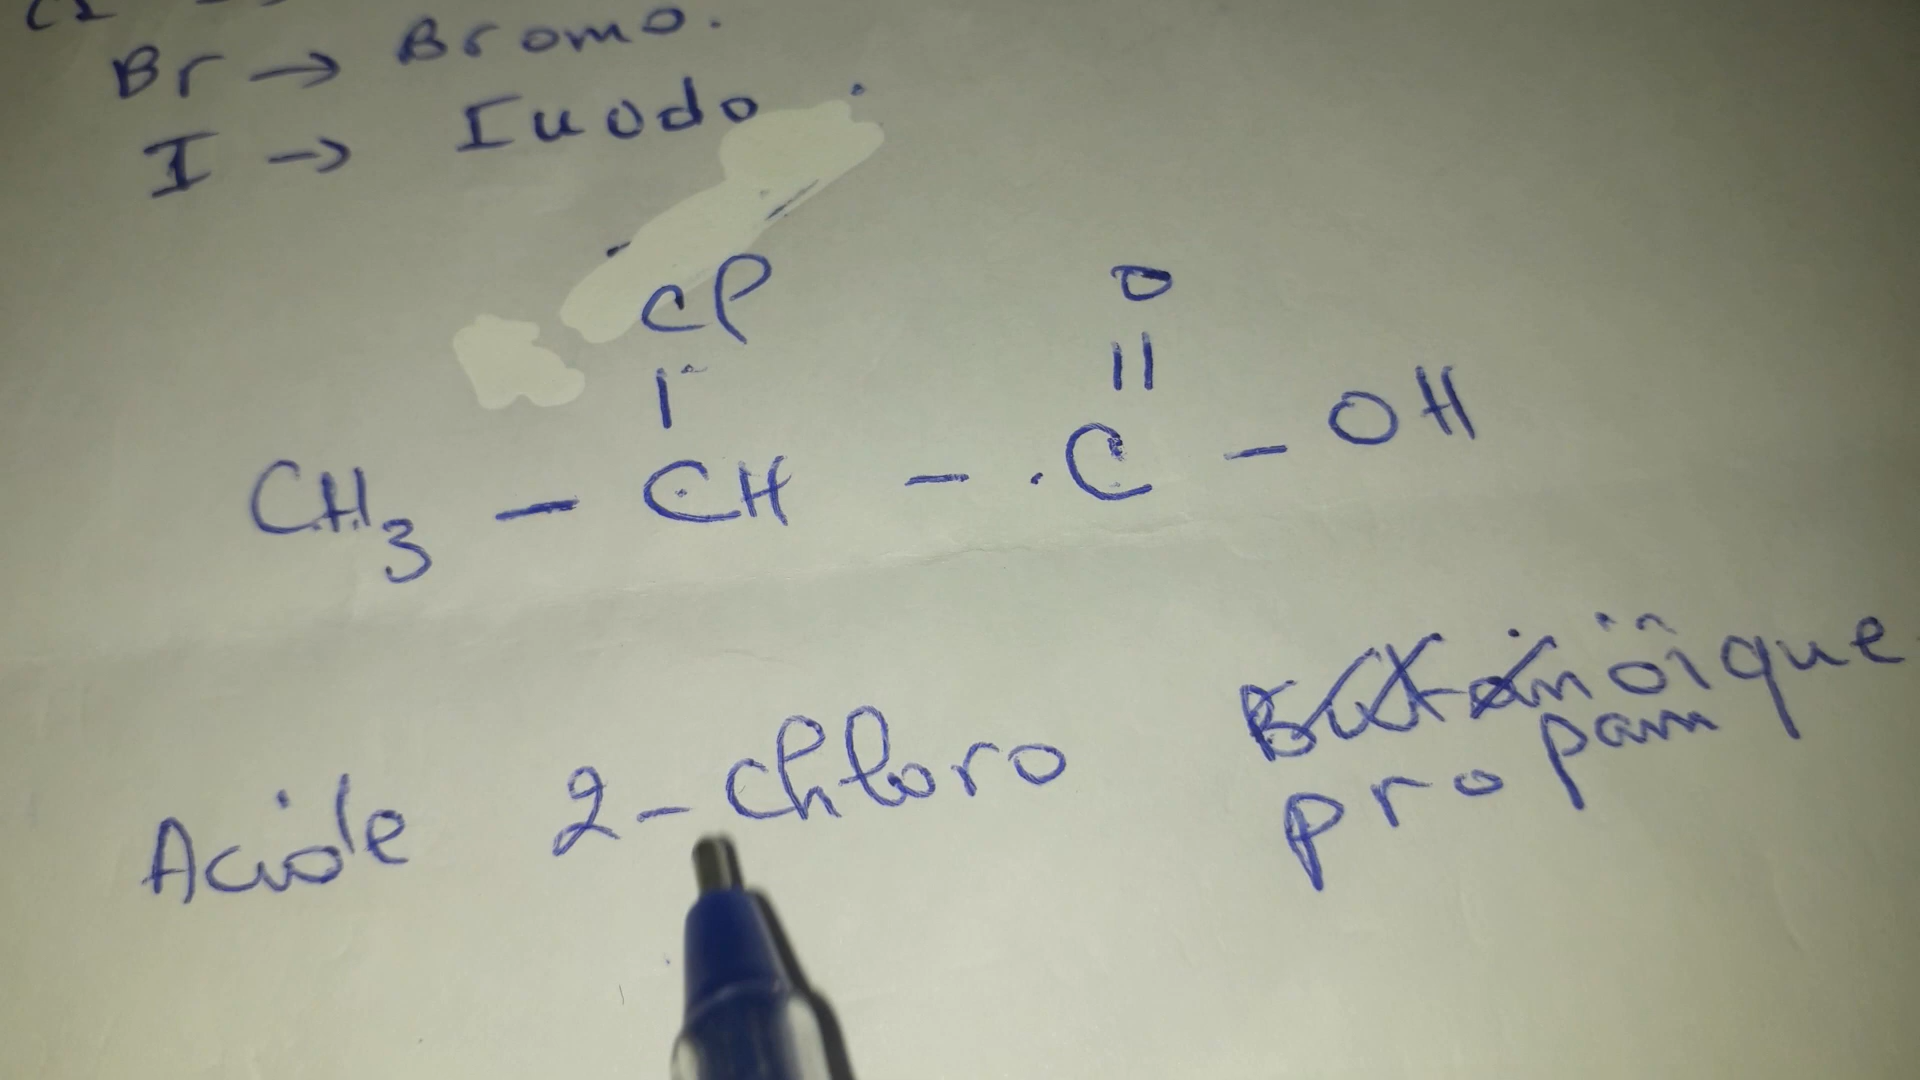 Br → Bromo.
I → Iuodo
Cl
O
CH3 - CH - C - OH
Acide 2-chloro propanoïque